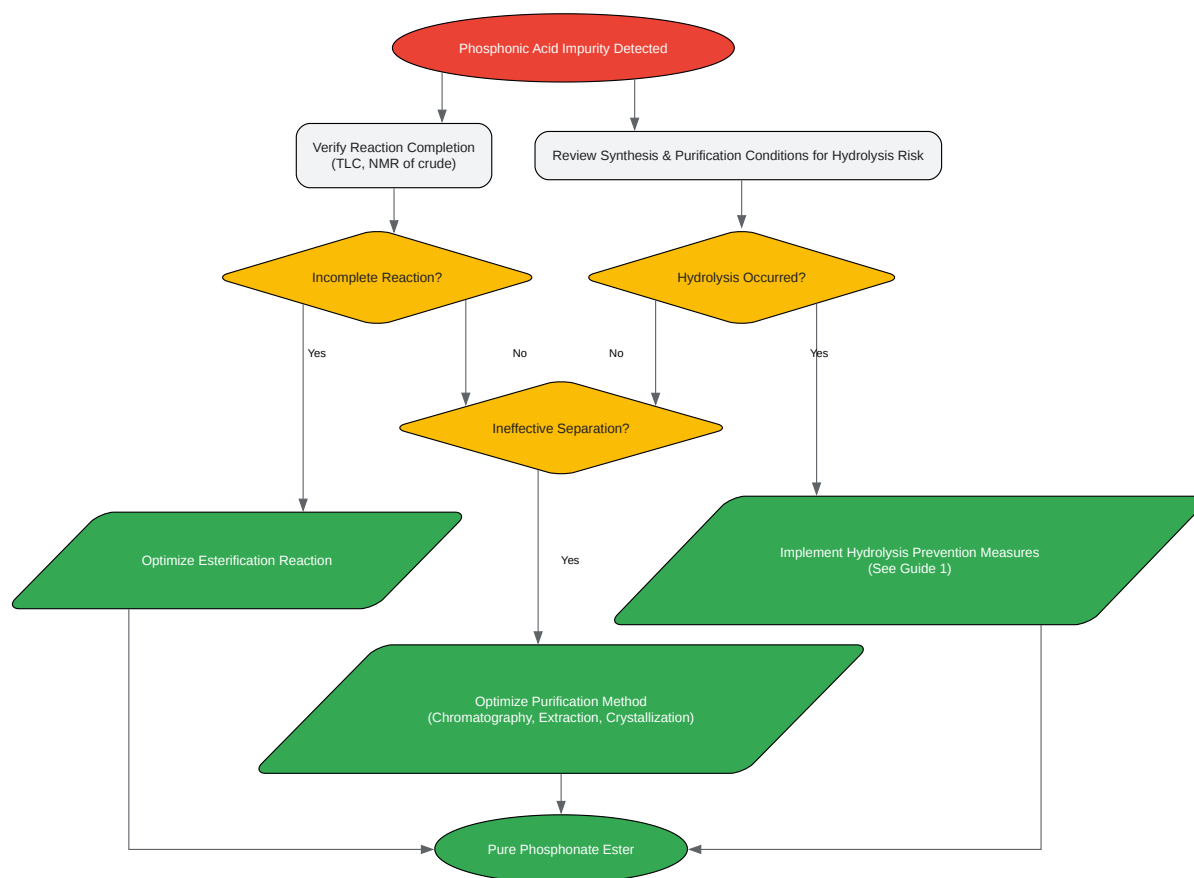 Phosphonic Acid Impurity Detected
Verify Reaction Completion
(TLC, NMR of crude)
Review Synthesis & Purification Conditions for Hydrolysis Risk
Incomplete Reaction?
Hydrolysis Occurred?
Yes
No
No
Yes
Ineffective Separation?
Optimize Esterification Reaction
Yes
Implement Hydrolysis Prevention Measures
(See Guide 1)
Optimize Purification Method
(Chromatography, Extraction, Crystallization)
Pure Phosphonate Ester